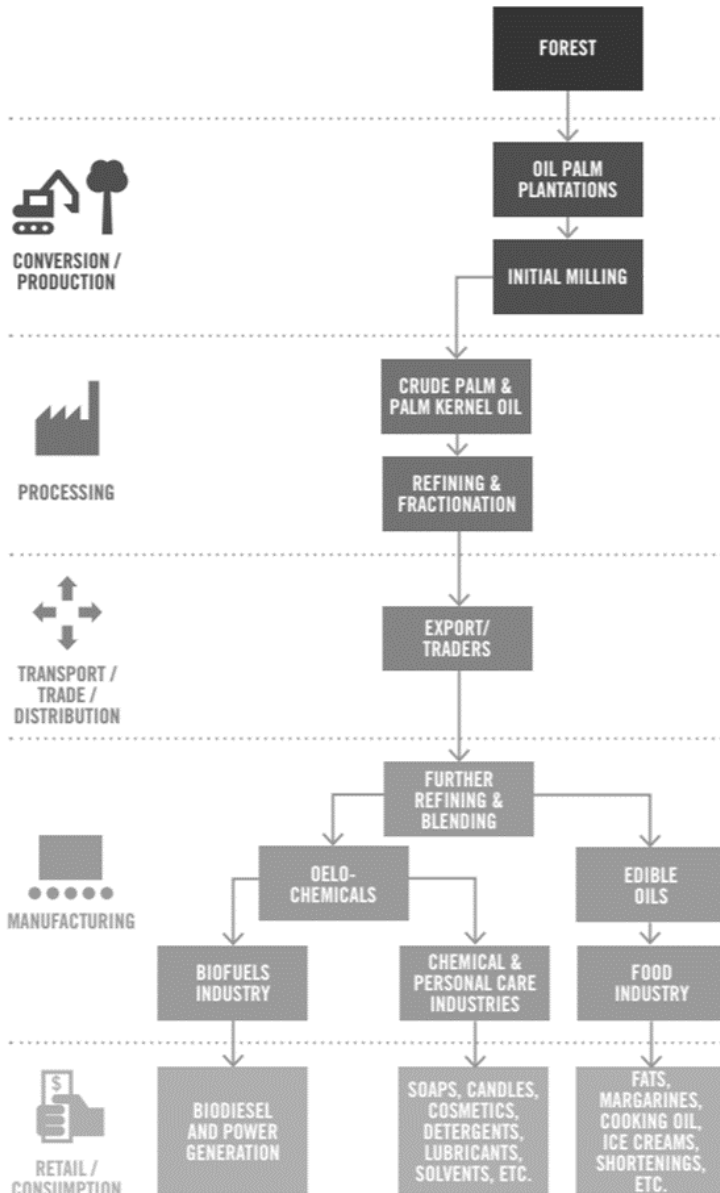 FOREST
OIL PALM
PLANTATIONS
CONVERSION /
PRODUCTION
INITIAL MILLING
CRUDE PALM &
PALM KERNEL OIL
PROCESSING
REFINING &
FRACTIONATION
TRANSPORT /
TRADE /
DISTRIBUTION
EXPORT/
TRADERS
FURTHER
REFINING &
BLENDING
MANUFACTURING
OELO-
CHEMICALS
EDIBLE
OILS
BIOFUELS
INDUSTRY
CHEMICAL &
PERSONAL CARE
INDUSTRIES
FOOD
INDUSTRY
$
RETAIL /
CONSUMPTION
BIODIESEL
AND POWER
GENERATION
SOAPS, CANDLES,
COSMETICS,
DETERGENTS,
LUBRICANTS,
SOLVENTS, ETC.
FATS,
MARGARINES,
COOKING OIL,
ICE CREAMS,
SHORTENINGS,
ETC.